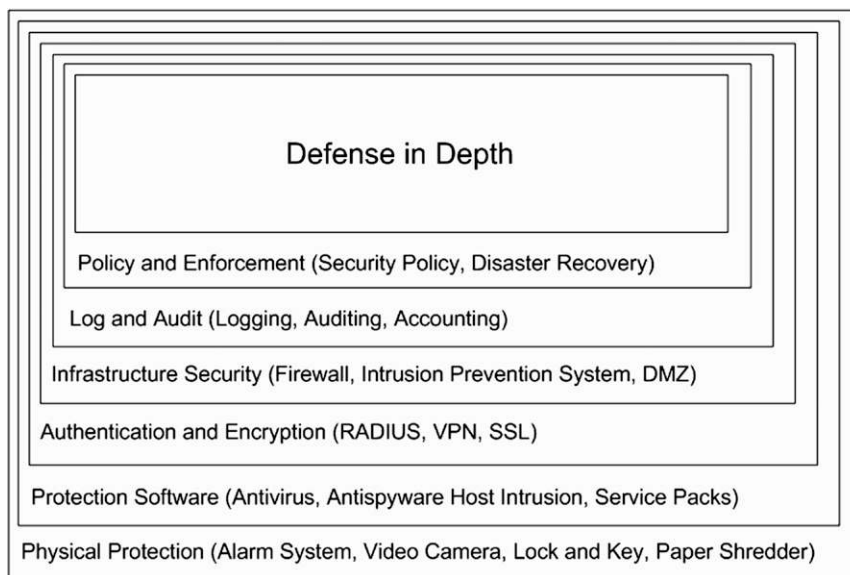 Defense in Depth
Policy and Enforcement (Security Policy, Disaster Recovery)
Log and Audit (Logging, Auditing, Accounting)
Infrastructure Security (Firewall, Intrusion Prevention System, DMZ)
Authentication and Encryption (RADIUS, VPN, SSL)
Protection Software (Antivirus, Antispyware Host Intrusion, Service Packs)
Physical Protection (Alarm System, Video Camera, Lock and Key, Paper Shredder)